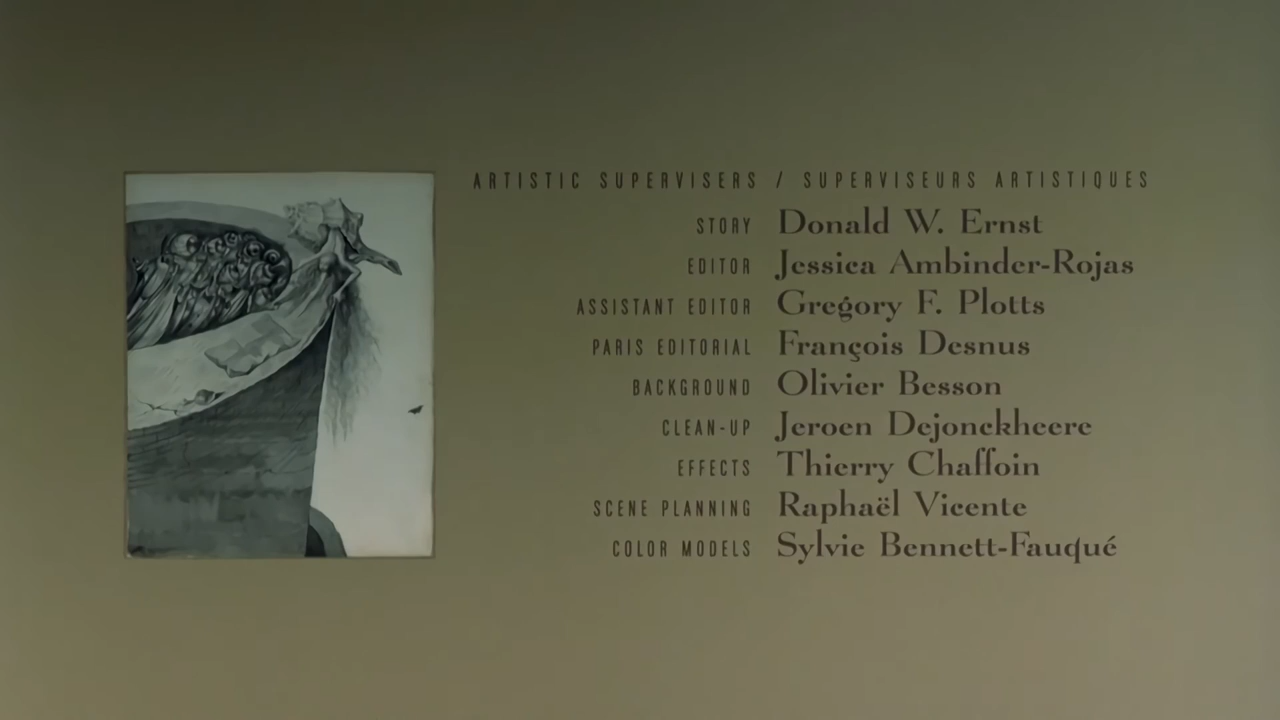 ARTISTIC SUPERVISERS / SUPERVISEURS ARTISTIQUES
STORY Donald W. Ernst
EDITOR Jessica Ambinder-Rojas
ASSISTANT EDITOR Gregory F. Plotts
PARIS EDITORIAL François Desnus
BACKGROUND Olivier Besson
CLEAN-UP Jeroen Dejonckheere
EFFECTS Thierry Chaffoin
SCENE PLANNING Raphaël Vicente
COLOR MODELS Sylvie Bennett-Fauqué